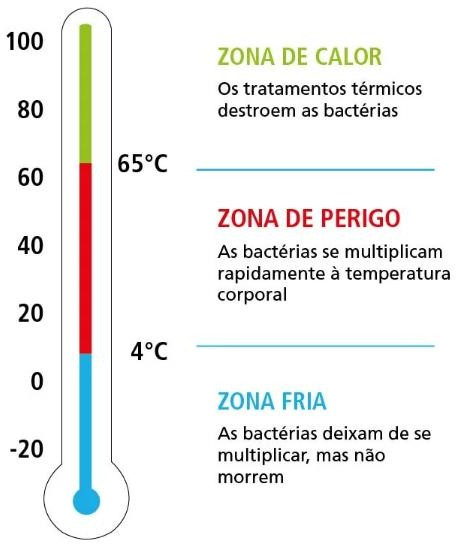 100
80
60
40
20
0
-20
65°C
4°C
ZONA DE CALOR
Os tratamentos térmicos
destroem as bactérias
ZONA DE PERIGO
As bactérias se multiplicam
rapidamente à temperatura
corporal
ZONA FRIA
As bactérias deixam de se
multiplicar, mas não
morrem